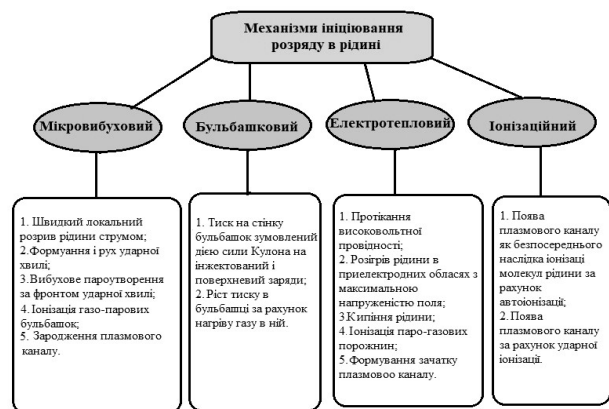 Механізми ініціювання
розряду в рідині
Мікровибуховий
Бульбашковий
Електротепловий
Іонізаційний
1. Швидкий локальний
розрив рідини струмом;
2.Формуання і рух ударної
хвилі;
3.Вибухове пароутворення
за фронтом ударної хвилі;
4.Іонізація газо-парових
бульбашок;
5. Зародження плазмового
каналу.
1. Тиск на стінку
бульбашок зумовлений
дією сили Кулона на
інжектований і
поверхневий заряди;
2.Ріст тиску в
бульбашці за рахунок
нагріву газу в ній.
1. Протікання
високовольтної
провідності;
2. Розігрів рідини в
приелектродних обласях з
максимальною
напруженістю поля;
3 Кипіння рідини;
4.Іонізація паро-газових
порожнин;
5.Формування зачатку
плазмовоо каналу.
1. Поява
плазмового каналу
як безпосереднього
наслідка іонізаці
молекул рідини за
рахунок
автоіонізації;
2. Поява
плазмового каналу
за рахунок ударної
іонізації.